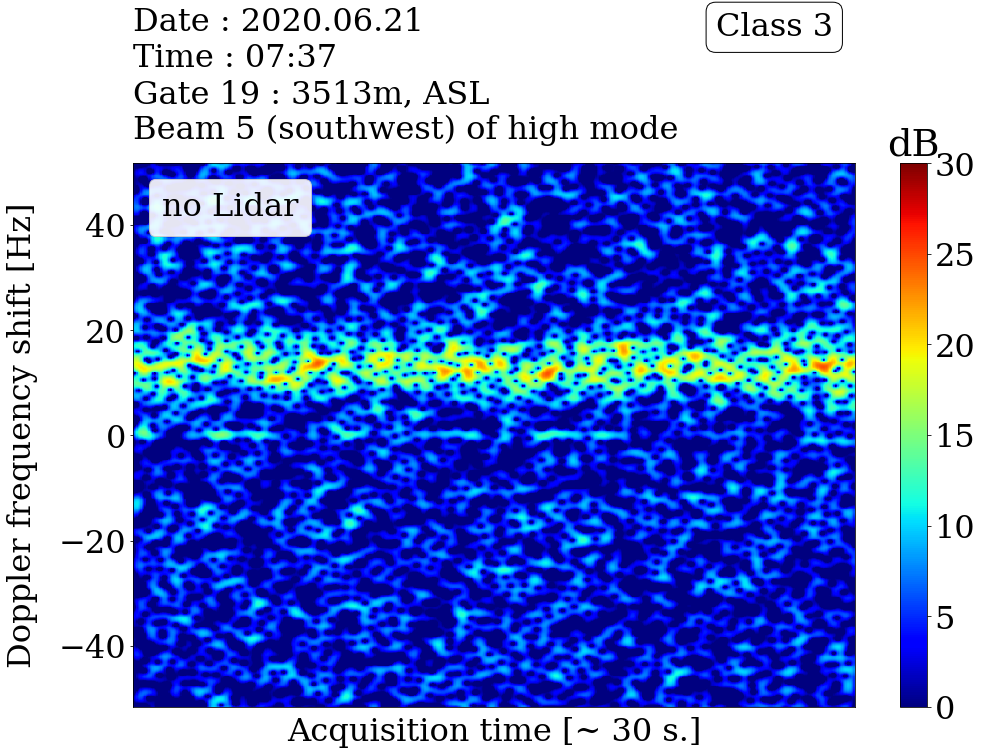 Date : 2020.06.21
Time : 07:37
Gate 19 : 3513m, ASL
Beam 5 (southwest) of high mode
Class 3
dB
no Lidar
Doppler frequency shift [Hz]
40
20
0
−20
−40
Acquisition time [~ 30 s.]
30
25
20
15
10
5
0